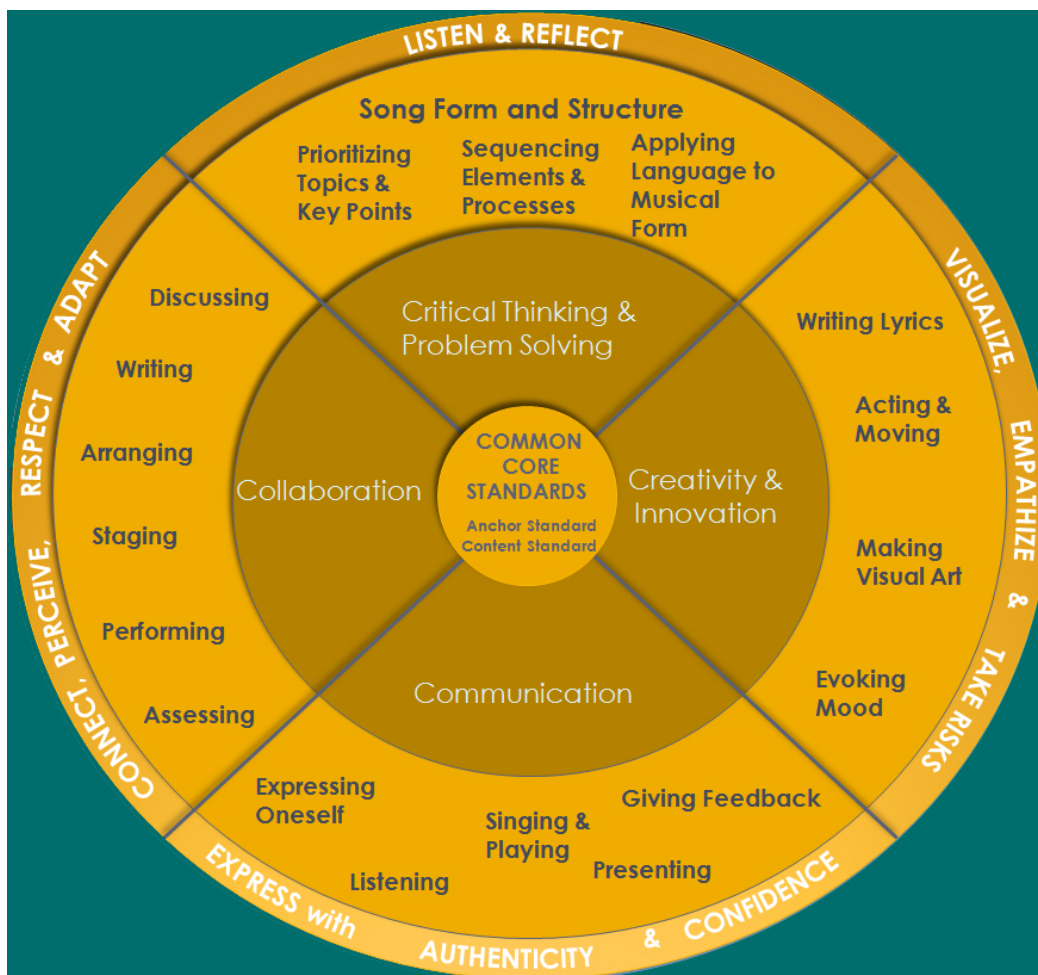 LISTEN & REFLECT
Song Form and Structure
Prioritizing
Topics &
Key Points
Sequencing
Elements &
Processes
Applying
Language to
Musical
Form
Critical Thinking &
Problem Solving
VISUALIZE, EMPATHIZE & TAKE RISKS
Writing Lyrics
Acting &
Moving
Making
Visual Art
Evoking
Mood
Creativity &
Innovation
COMMON
CORE
STANDARDS
Anchor Standard
Content Standard
Collaboration
CONNECT, PERCEIVE, RESPECT & ADAPT
Discussing
Writing
Arranging
Staging
Performing
Assessing
Communication
Expressing
Oneself
Listening
Singing &
Playing
Giving Feedback
Presenting
EXPRESS with AUTHENTICITY & CONFIDENCE